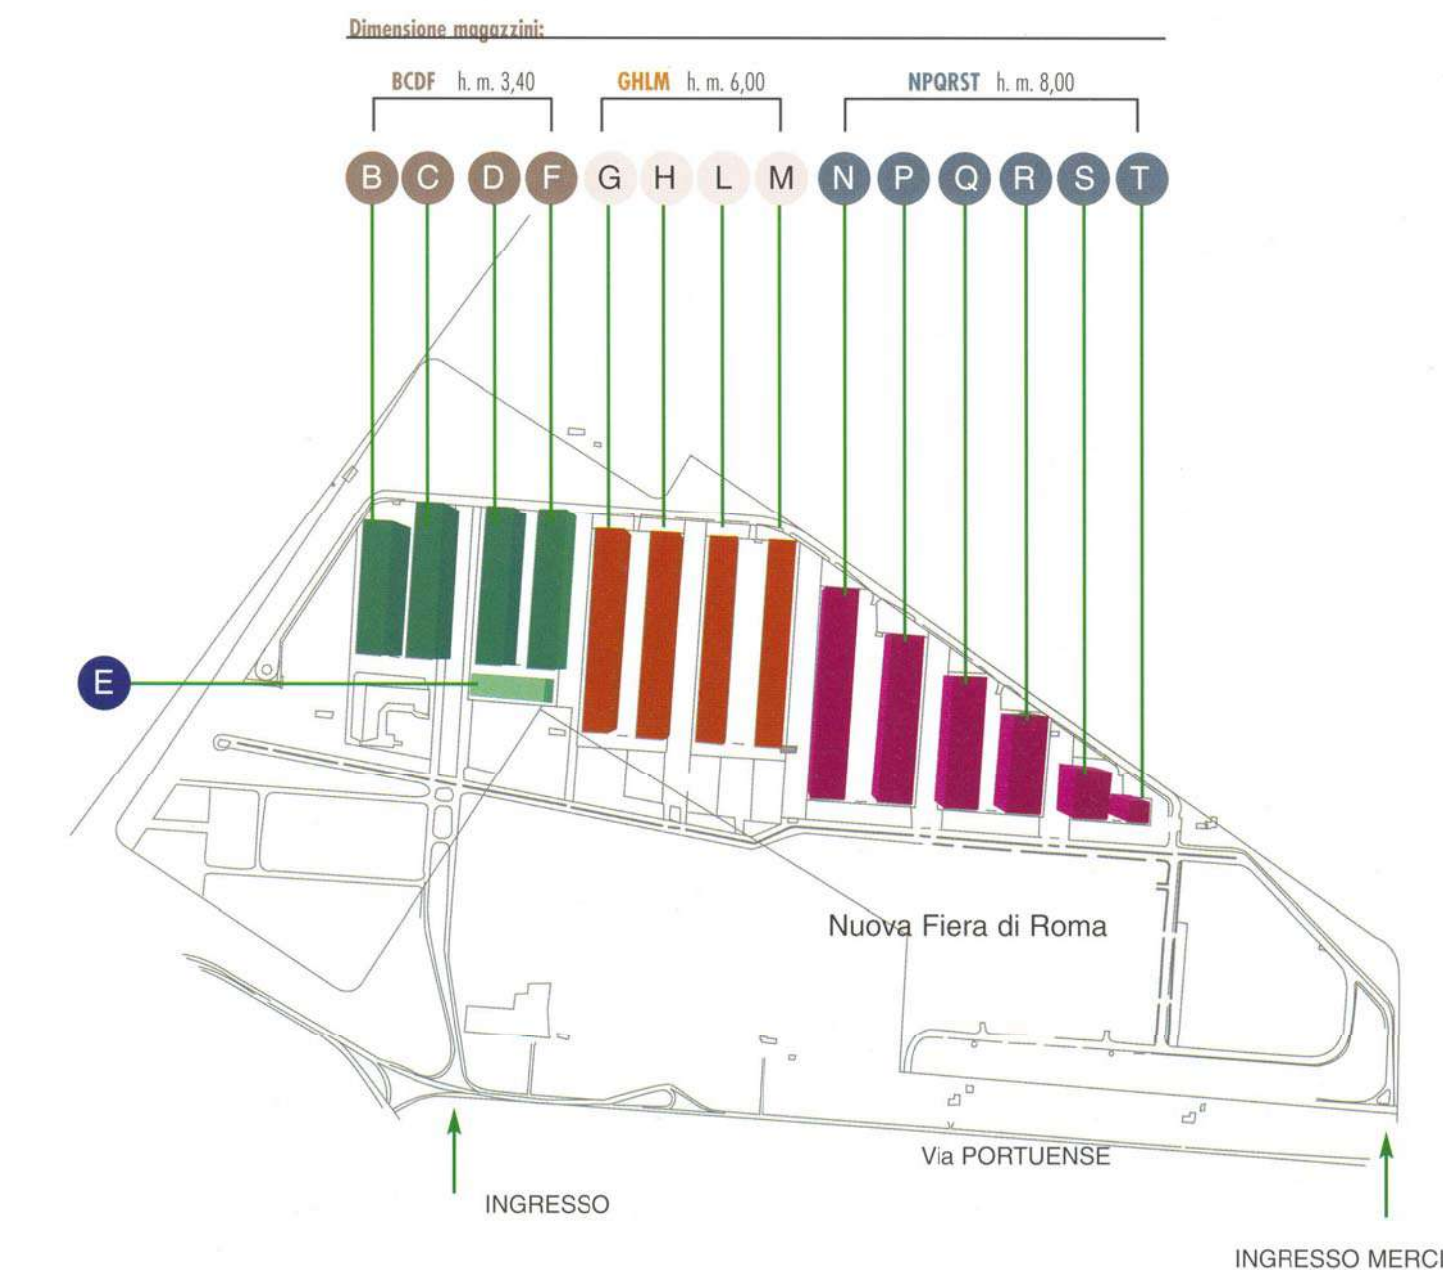 Dimensione magazzini:
BCDF h. m. 3,40 GHLM h. m. 6,00 NPQRST h. m. 8,00
B C D F G H L M N P Q R S T
E
Nuova Fiera di Roma
Via PORTUENSE
INGRESSO
INGRESSO MERCI